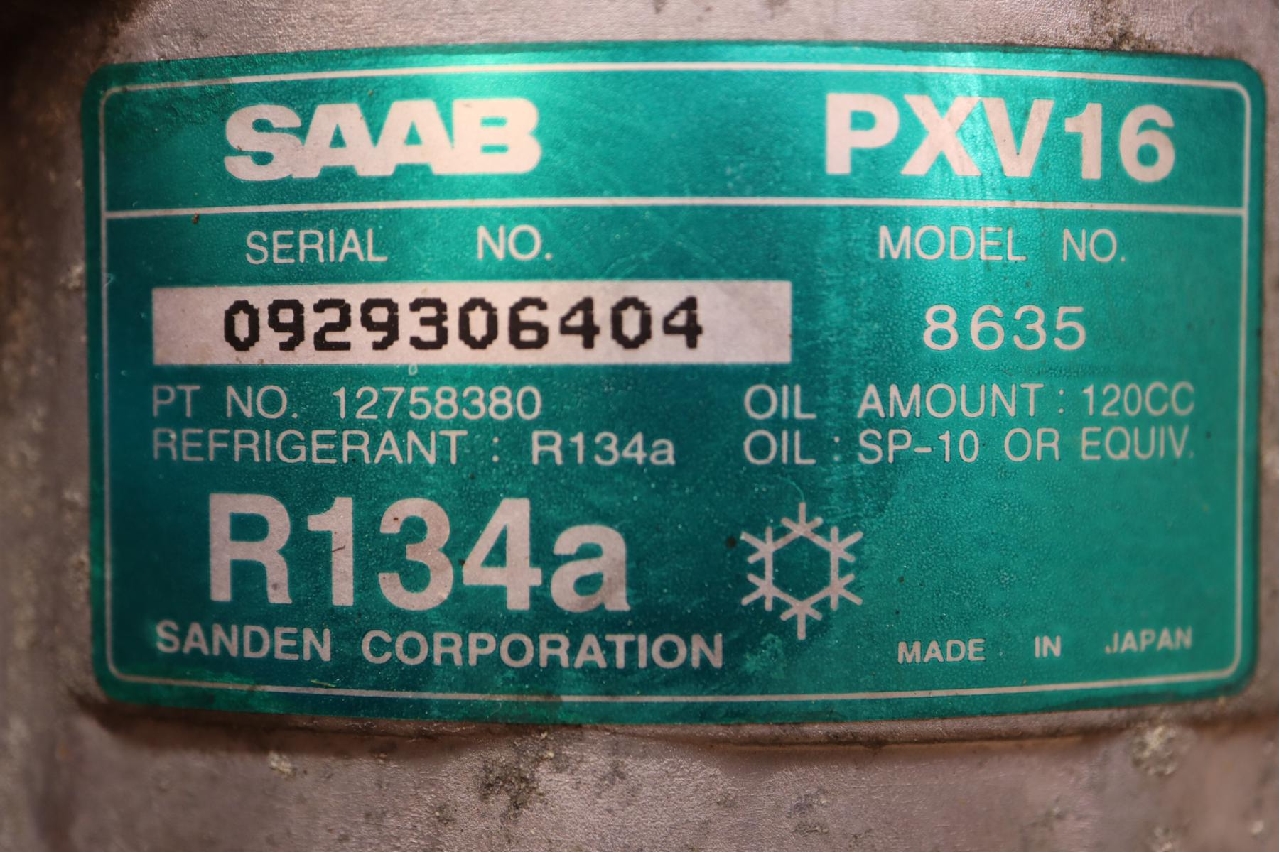 SAAB PXV16
SERIAL NO. MODEL NO.
0929306404 8635
PT NO. 12758380 OIL AMOUNT : 120CC
REFRIGERANT : R134a OIL : SP-10 OR EQUIV.
R134a
SANDEN CORPORATION MADE IN JAPAN